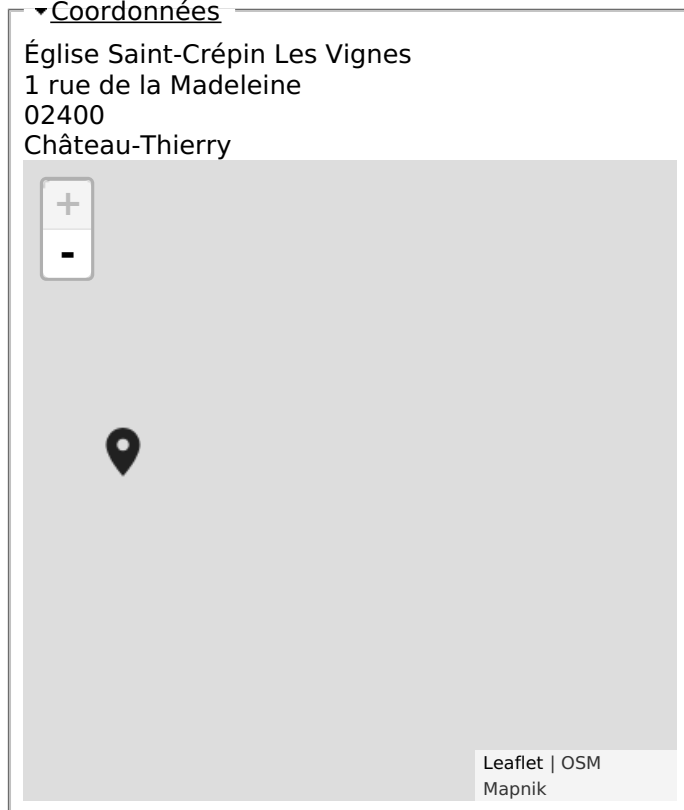 Coordonnées
Église Saint-Crépin Les Vignes
1 rue de la Madeleine
02400
Château-Thierry
+
-
Leaflet | OSM
Mapnik